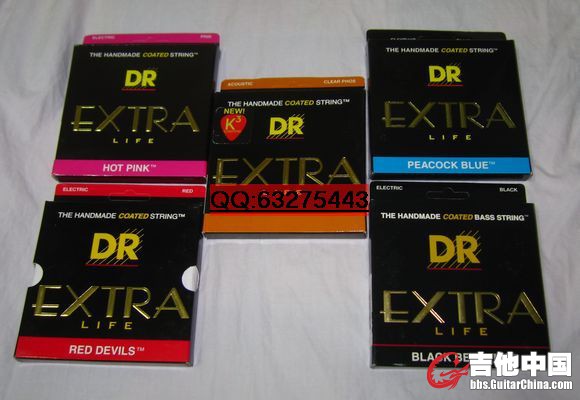 ELECTRIC PINK
THE HANDMADE COATED STRING™
DR
EXTRA
LIFE
HOT PINK™
ACOUSTIC CLEAR PHOS
THE HANDMADE COATED STRING™
NEW!
K3
DR
EXTRA
LIFE
QQ:63275443
THE HANDMADE COATED STRING™
DR
EXTRA
LIFE
PEACOCK BLUE™
ELECTRIC RED
THE HANDMADE COATED STRING™
DR
EXTRA
LIFE
RED DEVILS™
ELECTRIC BLACK
THE HANDMADE COATED BASS STRING™
DR
EXTRA
LIFE
BLACK
吉他中国
bbs.GuitarChina.com